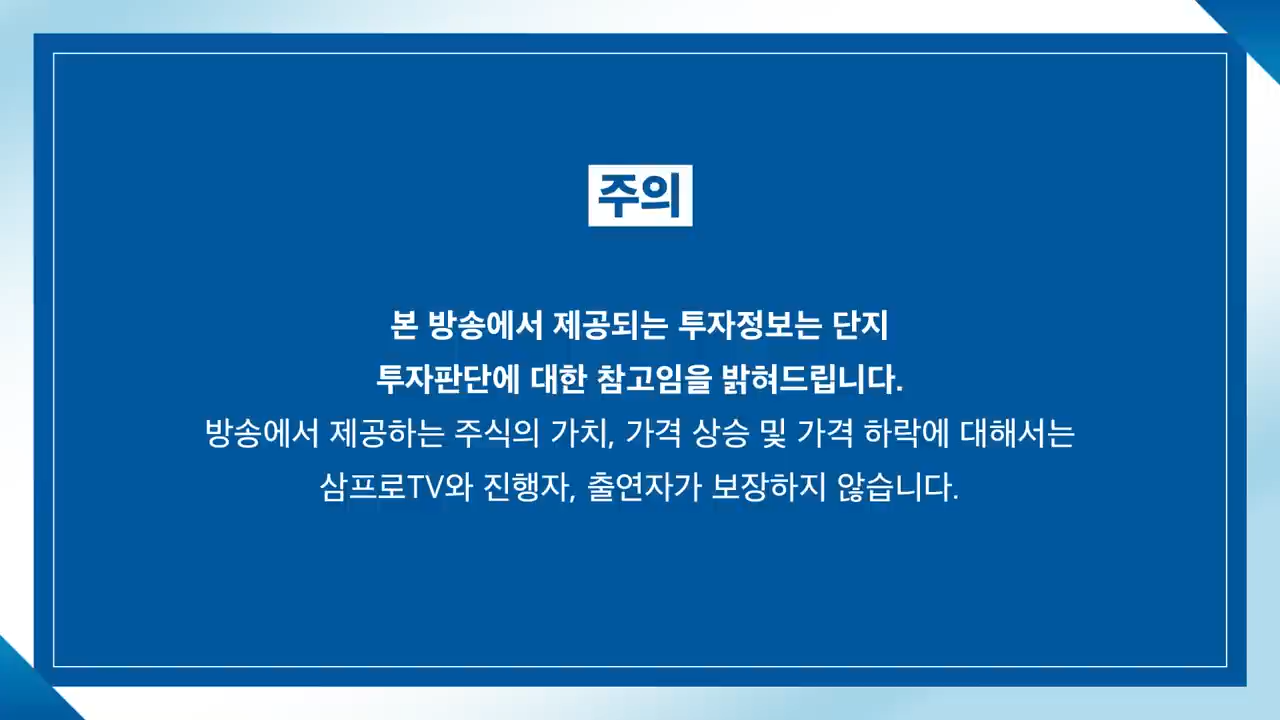 주의
본 방송에서 제공되는 투자정보는 단지
투자판단에 대한 참고임을 밝혀드립니다.
방송에서 제공하는 주식의 가치, 가격 상승 및 가격 하락에 대해서는
삼프로TV와 진행자, 출연자가 보장하지 않습니다.